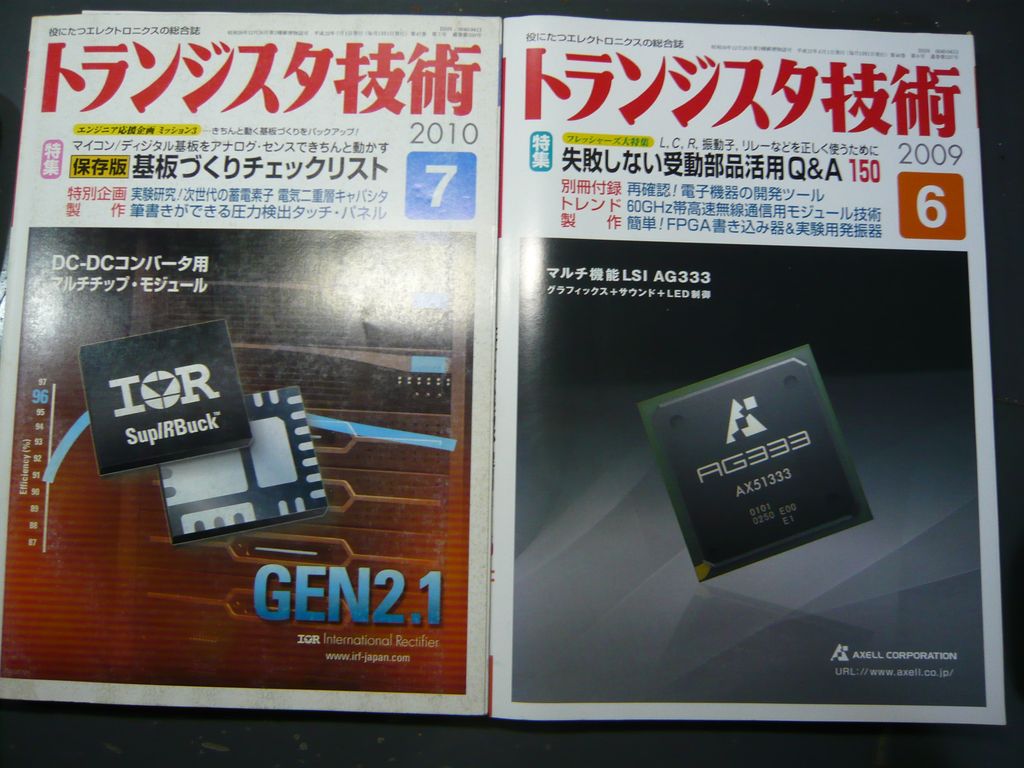 役にたつエレクトロニクスの総合誌
トランジスタ技術
2010
7
エンジニア応援企画 ミッション3 …きちんと動く基板づくりをバックアップ!
特集
マイコン/ディジタル基板をアナログ・センスできちんと動かす
保存版 基板づくりチェックリスト
特別企画 実験研究!次世代の蓄電素子 電気二重層キャパシタ
製作 筆書きができる圧力検出タッチ・パネル
DC-DCコンバータ用
マルチチップ・モジュール
IOR
SupIRBuck™
Efficiency (%)
97
96
95
94
93
92
91
90
89
88
87
GEN2.1
IOR International Rectifier
www.irf-japan.com
役にたつエレクトロニクスの総合誌
トランジスタ技術
2009
6
フレッシャーズ大特集 L, C, R, 振動子, リレーなどを正しく使うために
特集
失敗しない受動部品活用Q&A 150
別冊付録 再確認!電子機器の開発ツール
トレンド 60GHz帯高速無線通信用モジュール技術
製作 簡単!FPGA書き込み器&実験用発振器
マルチ機能LSI AG333
グラフィックス+サウンド+LED制御
AG333
AX51333
0101
0250 E00
E1
AXELL CORPORATION
URL://www.axell.co.jp/